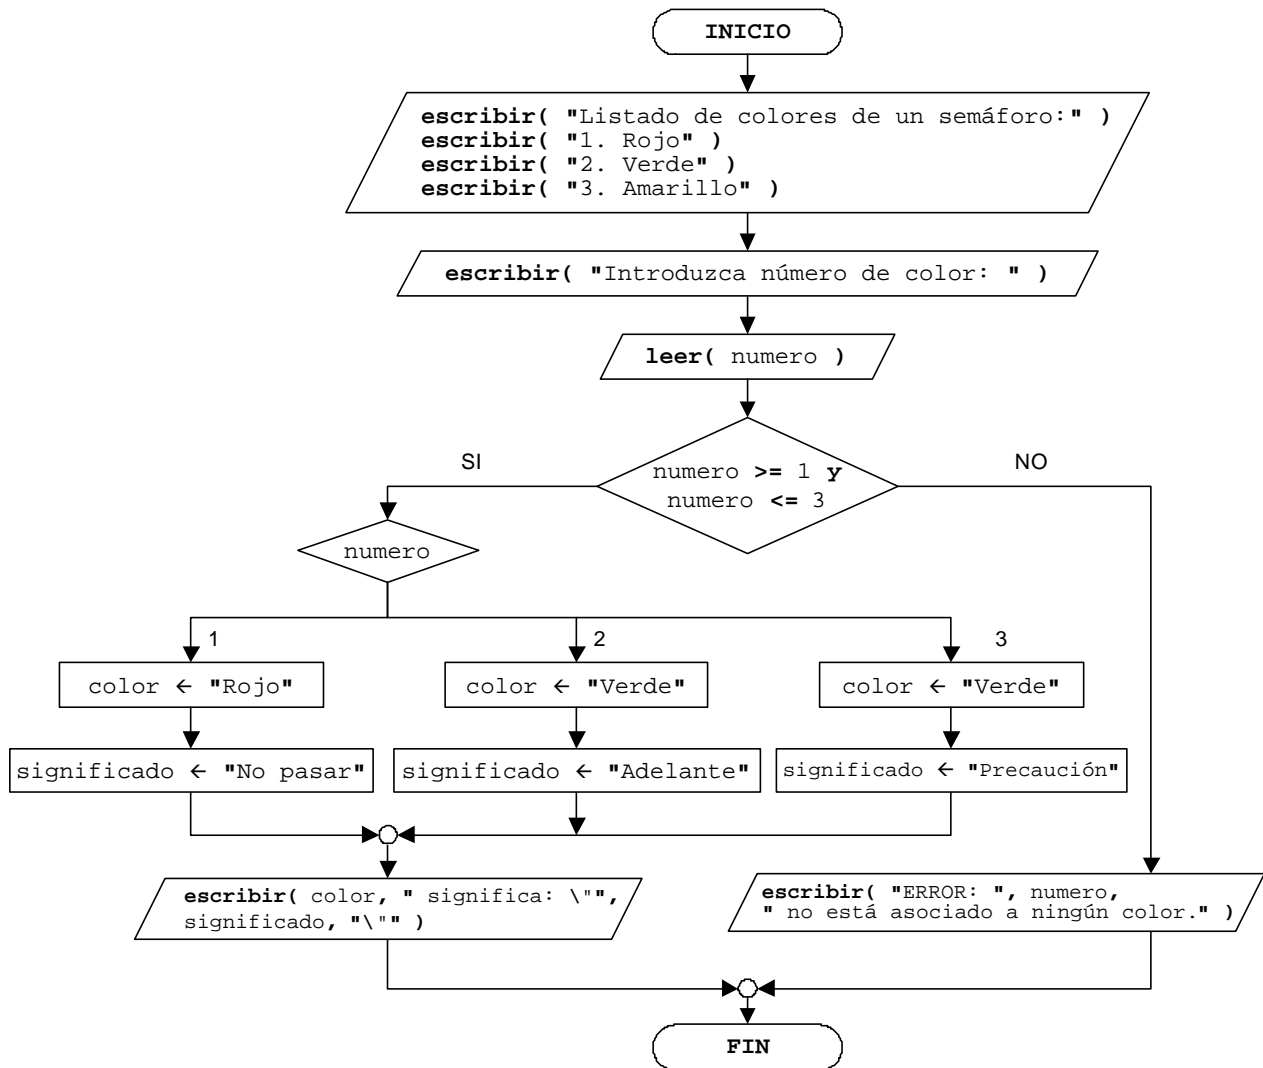 INICIO
escribir( "Listado de colores de un semáforo:" )
escribir( "1. Rojo" )
escribir( "2. Verde" )
escribir( "3. Amarillo" )
escribir( "Introduzca número de color: " )
leer( numero )
numero >= 1 y
numero <= 3
SI
NO
numero
1
2
3
color ← "Rojo"
color ← "Verde"
color ← "Verde"
significado ← "No pasar"
significado ← "Adelante"
significado ← "Precaución"
escribir( color, " significa: \"",
significado, "\"" )
escribir( "ERROR: ", numero,
" no está asociado a ningún color." )
FIN